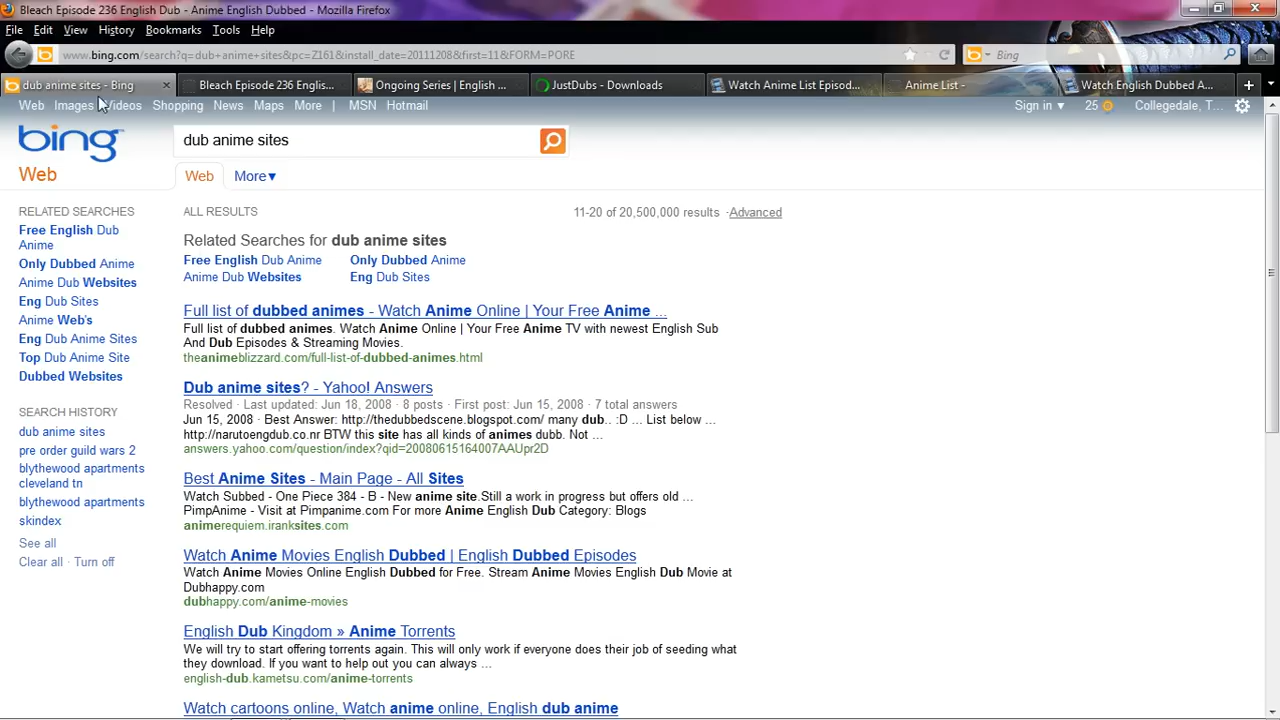 Bleach Episode 236 English Dub - Anime English Dubbed - Mozilla Firefox
File Edit View History Bookmarks Tools Help
www.bing.com/search?q=dub+anime+sites&pc=Z161&install_date=20111208&first=11&FORM=PORE
Bing
dub anime sites - Bing
Bleach Episode 236 Englis...
Ongoing Series | English ...
JustDubs - Downloads
Watch Anime List Episod...
Anime List -
Watch English Dubbed A...
Web Images Videos Shopping News Maps More | MSN Hotmail
Sign in 25 Collegedale, T...
bing
dub anime sites
Web
Web More
RELATED SEARCHES
Free English Dub
Anime
Only Dubbed Anime
Anime Dub Websites
Eng Dub Sites
Anime Web's
Eng Dub Anime Sites
Top Dub Anime Site
Dubbed Websites
SEARCH HISTORY
dub anime sites
pre order guild wars 2
blythewood apartments
cleveland tn
blythewood apartments
skindex
See all
Clear all · Turn off
ALL RESULTS
11-20 of 20,500,000 results · Advanced
Related Searches for dub anime sites
Free English Dub Anime Only Dubbed Anime
Anime Dub Websites Eng Dub Sites
Full list of dubbed animes - Watch Anime Online | Your Free Anime ...
Full list of dubbed animes. Watch Anime Online | Your Free Anime TV with newest English Sub
And Dub Episodes & Streaming Movies.
theanimeblizzard.com/full-list-of-dubbed-animes.html
Dub anime sites? - Yahoo! Answers
Resolved · Last updated: Jun 18, 2008 · 8 posts · First post: Jun 15, 2008 · 7 total answers
Jun 15, 2008 · Best Answer: http://thedubbedscene.blogspot.com/ many dub.. :D ... List below ...
http://narutoengdub.co.nr BTW this site has all kinds of animes dubb. Not ...
answers.yahoo.com/question/index?qid=20080615164007AAUpr2D
Best Anime Sites - Main Page - All Sites
Watch Subbed - One Piece 384 - B - New anime site.Still a work in progress but offers old ...
PimpAnime - Visit at Pimpanime.com For more Anime English Dub Category: Blogs
animerequiem.iranksites.com
Watch Anime Movies English Dubbed | English Dubbed Episodes
Watch Anime Movies Online English Dubbed for Free. Stream Anime Movies English Dub Movie at
Dubhappy.com
dubhappy.com/anime-movies
English Dub Kingdom » Anime Torrents
We will try to start offering torrents again. This will only work if everyone does their job of seeding what
they download. If you want to help out you can always ...
english-dub.kametsu.com/anime-torrents
Watch cartoons online, Watch anime online, English dub anime